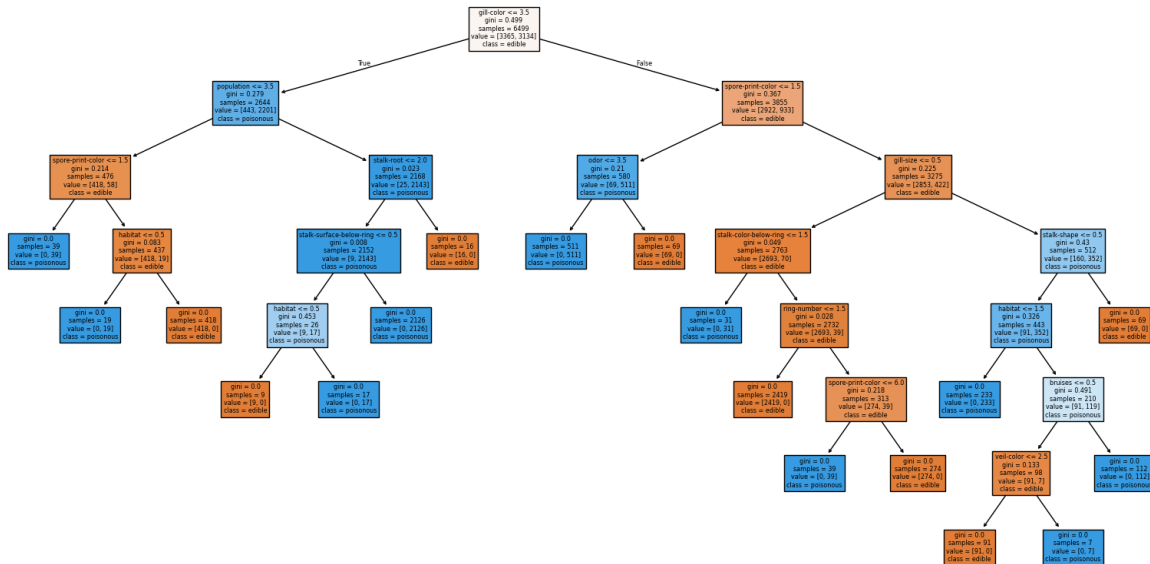 gill-color <= 3.5
gini = 0.499
samples = 6499
value = [3365, 3134]
class = edible
True
False
population <= 3.5
gini = 0.279
samples = 2644
value = [443, 2201]
class = poisonous
spore-print-color <= 1.5
gini = 0.367
samples = 3855
value = [2922, 933]
class = edible
spore-print-color <= 1.5
gini = 0.214
samples = 476
value = [418, 58]
class = edible
stalk-root <= 2.0
gini = 0.023
samples = 2168
value = [25, 2143]
class = poisonous
odor <= 3.5
gini = 0.21
samples = 580
value = [69, 511]
class = poisonous
gill-size <= 0.5
gini = 0.225
samples = 3275
value = [2853, 422]
class = edible
gini = 0.0
samples = 39
value = [0, 39]
class = poisonous
habitat <= 0.5
gini = 0.083
samples = 437
value = [418, 19]
class = edible
stalk-surface-below-ring <= 0.5
gini = 0.008
samples = 2152
value = [9, 2143]
class = poisonous
gini = 0.0
samples = 16
value = [16, 0]
class = edible
gini = 0.0
samples = 511
value = [0, 511]
class = poisonous
gini = 0.0
samples = 69
value = [69, 0]
class = edible
stalk-color-below-ring <= 1.5
gini = 0.049
samples = 2763
value = [2693, 70]
class = edible
stalk-shape <= 0.5
gini = 0.43
samples = 512
value = [160, 352]
class = poisonous
gini = 0.0
samples = 19
value = [0, 19]
class = poisonous
gini = 0.0
samples = 418
value = [418, 0]
class = edible
habitat <= 0.5
gini = 0.453
samples = 26
value = [9, 17]
class = poisonous
gini = 0.0
samples = 2126
value = [0, 2126]
class = poisonous
gini = 0.0
samples = 31
value = [0, 31]
class = poisonous
ring-number <= 1.5
gini = 0.028
samples = 2732
value = [2693, 39]
class = edible
habitat <= 1.5
gini = 0.326
samples = 443
value = [91, 352]
class = poisonous
gini = 0.0
samples = 69
value = [69, 0]
class = edible
gini = 0.0
samples = 9
value = [9, 0]
class = edible
gini = 0.0
samples = 17
value = [0, 17]
class = poisonous
gini = 0.0
samples = 2419
value = [2419, 0]
class = edible
spore-print-color <= 6.0
gini = 0.218
samples = 313
value = [274, 39]
class = edible
gini = 0.0
samples = 233
value = [0, 233]
class = poisonous
bruises <= 0.5
gini = 0.491
samples = 210
value = [91, 119]
class = poisonous
gini = 0.0
samples = 39
value = [0, 39]
class = poisonous
gini = 0.0
samples = 274
value = [274, 0]
class = edible
veil-color <= 2.5
gini = 0.133
samples = 98
value = [91, 7]
class = edible
gini = 0.0
samples = 112
value = [0, 112]
class = poisonous
gini = 0.0
samples = 91
value = [91, 0]
class = edible
gini = 0.0
samples = 7
value = [0, 7]
class = poisonous